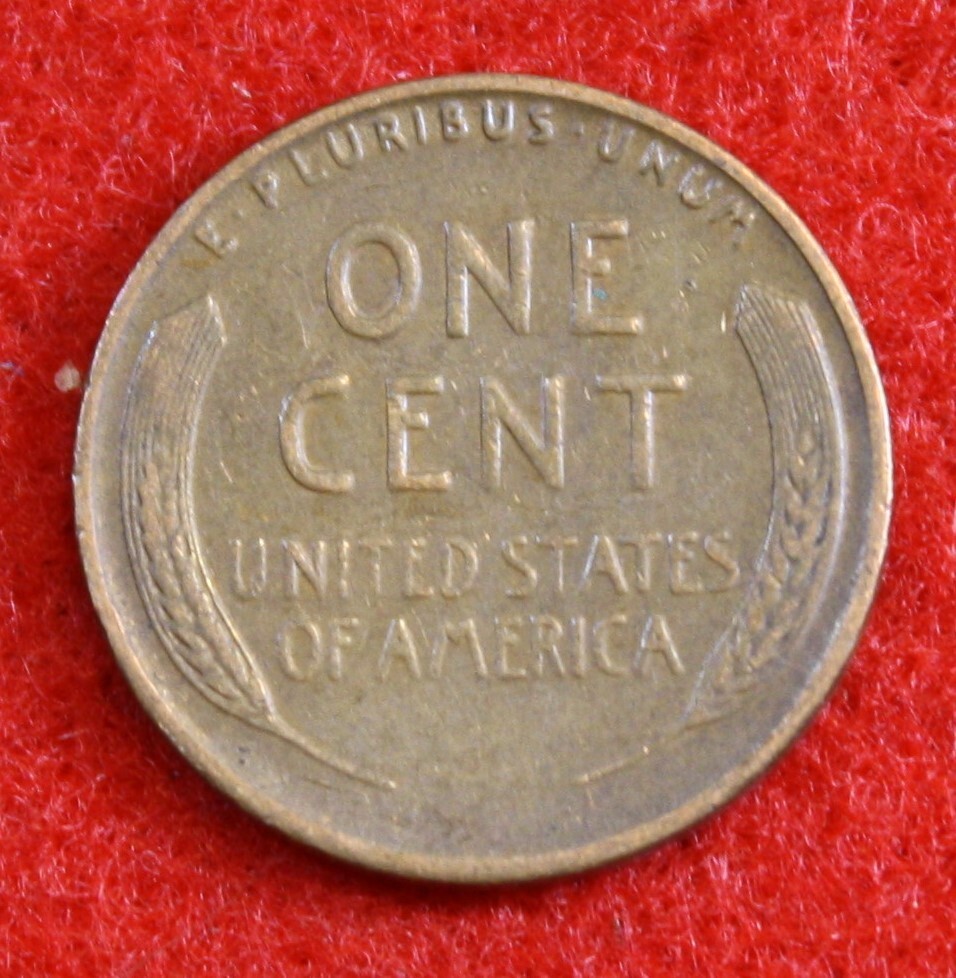 E·PLURIBUS·UNUM
ONE
CENT
UNITED STATES
OF AMERICA